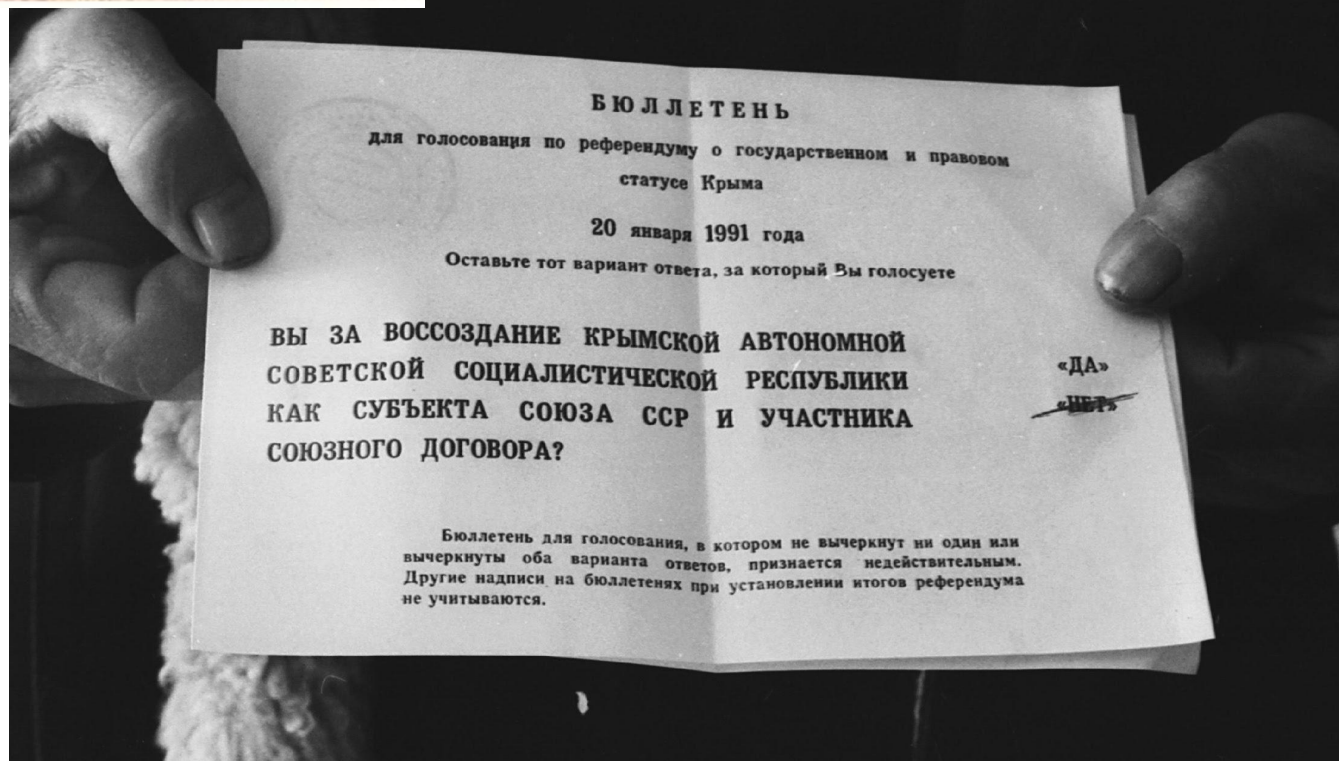 БЮЛЛЕТЕНЬ
для голосования по референдуму о государственном и правовом
статусе Крыма
20 января 1991 года
Оставьте тот вариант ответа, за который Вы голосуете
ВЫ ЗА ВОССОЗДАНИЕ КРЫМСКОЙ АВТОНОМНОЙ
СОВЕТСКОЙ СОЦИАЛИСТИЧЕСКОЙ РЕСПУБЛИКИ
КАК СУБЪЕКТА СОЮЗА ССР И УЧАСТНИКА
СОЮЗНОГО ДОГОВОРА?
«ДА»
«НЕТ»
Бюллетень для голосования, в котором не вычеркнут ни один или
вычеркнуты оба варианта ответов, признается недействительным.
Другие надписи на бюллетенях при установлении итогов референдума
не учитываются.